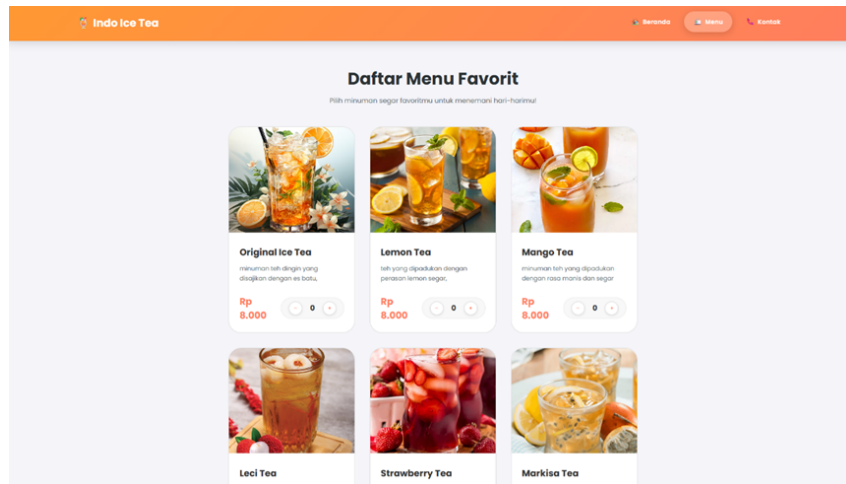 Indo Ice Tea
Beranda
Menu
Kontak
Daftar Menu Favorit
Pilih minuman segar favoritmu untuk menemani hari-harimu!
Original Ice Tea
minuman teh dingin yang
disajikan dengan es batu,
Rp
8.000
- 0 +
Lemon Tea
teh yang dipadukan dengan
perasan lemon segar,
Rp
8.000
- 0 +
Mango Tea
minuman teh yang dipadukan
dengan rasa manis dan segar
Rp
8.000
- 0 +
Leci Tea
Strawberry Tea
Markisa Tea